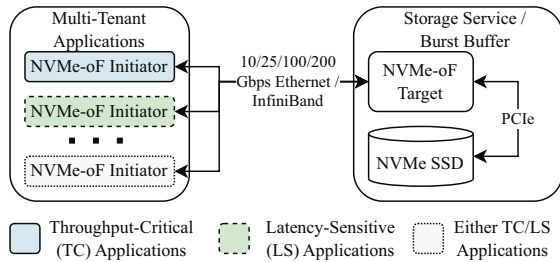 Multi-Tenant
Applications
NVMe-oF Initiator
NVMe-oF Initiator
NVMe-oF Initiator
10/25/100/200
Gbps Ethernet /
InfiniBand
Storage Service /
Burst Buffer
NVMe-oF
Target
PCIe
NVMe SSD
Throughput-Critical
(TC) Applications
Latency-Sensitive
(LS) Applications
Either TC/LS
Applications